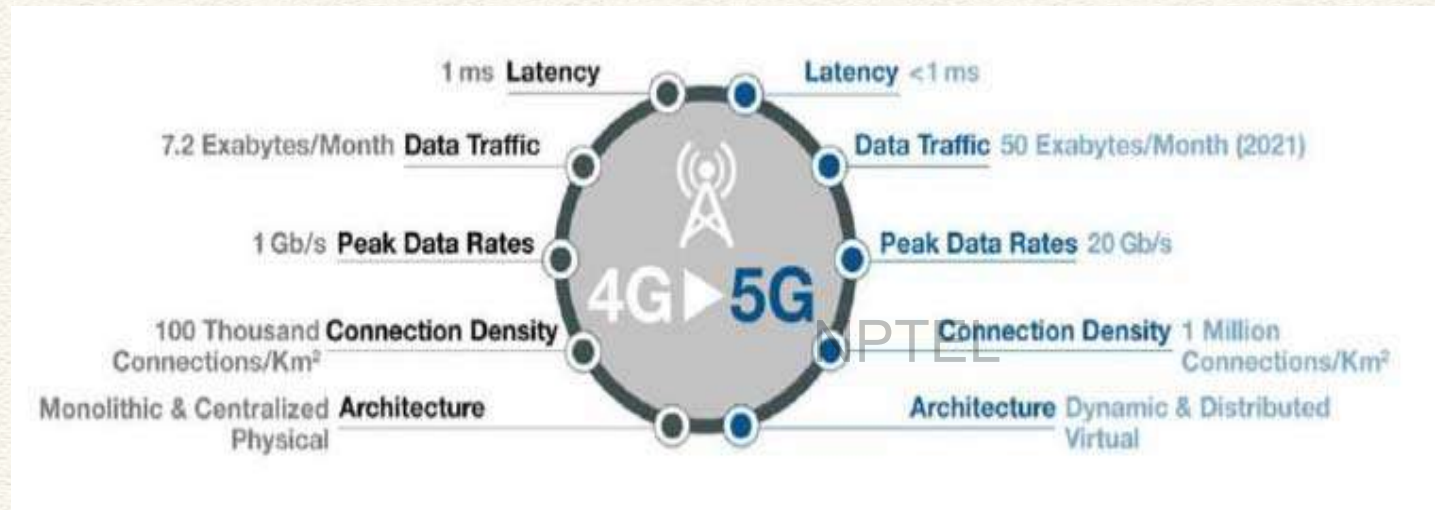 1 ms Latency
Latency <1 ms
7.2 Exabytes/Month Data Traffic
Data Traffic 50 Exabytes/Month (2021)
1 Gb/s Peak Data Rates
Peak Data Rates 20 Gb/s
4G 5G
NPTEL
100 Thousand Connection Density
Connections/Km²
Connection Density 1 Million
Connections/Km²
Monolithic & Centralized Architecture
Physical
Architecture Dynamic & Distributed
Virtual